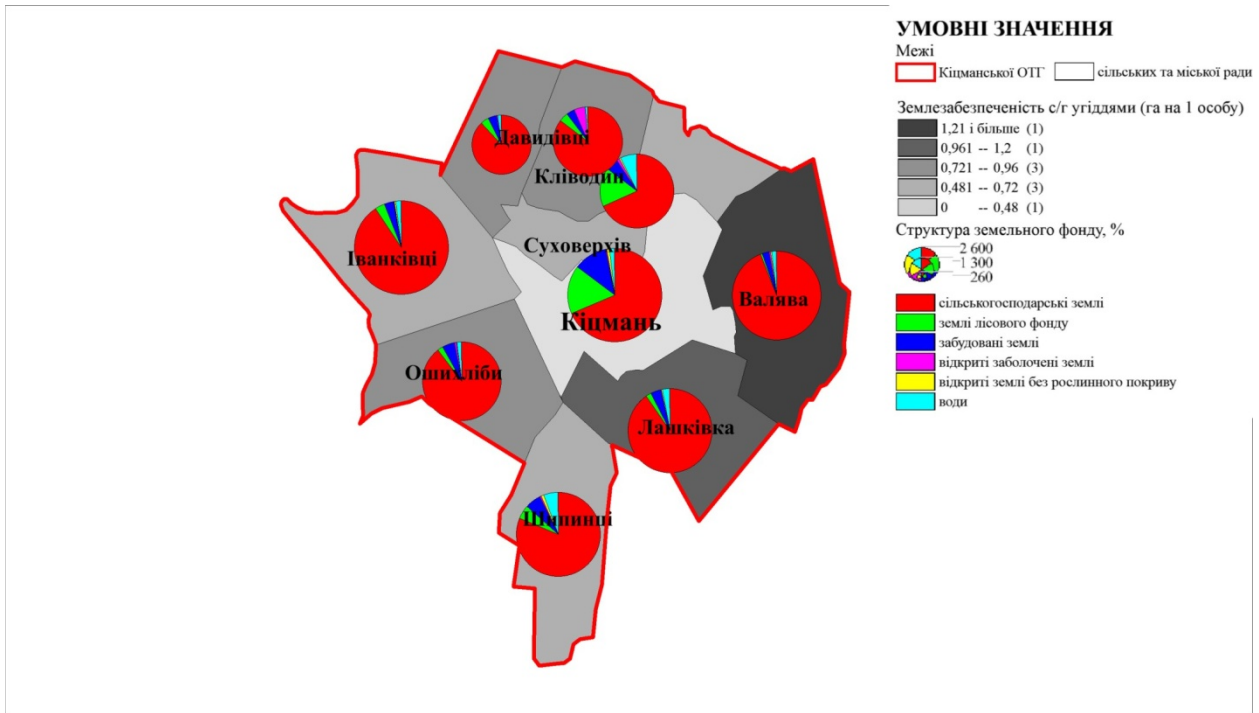 УМОВНІ ЗНАЧЕННЯ
Межі
Кіцманської ОТГ
сільських та міської ради
Землезабпеченість с/г угіддями (га на 1 особу)
1,21 і більше (1)
0,961 -- 1,2 (1)
0,721 -- 0,96 (3)
0,481 -- 0,72 (3)
0 -- 0,48 (1)
Структура земельного фонду, %
2 600
1 300
260
сільськогосподарські землі
землі лісового фонду
забудовані землі
відкриті заболочені землі
відкриті землі без рослинного покриву
води
Давидівці
Кліводин
Суховерхів
Іванківці
Валява
Кіцмань
Ошихліби
Лашківка
Шипинці